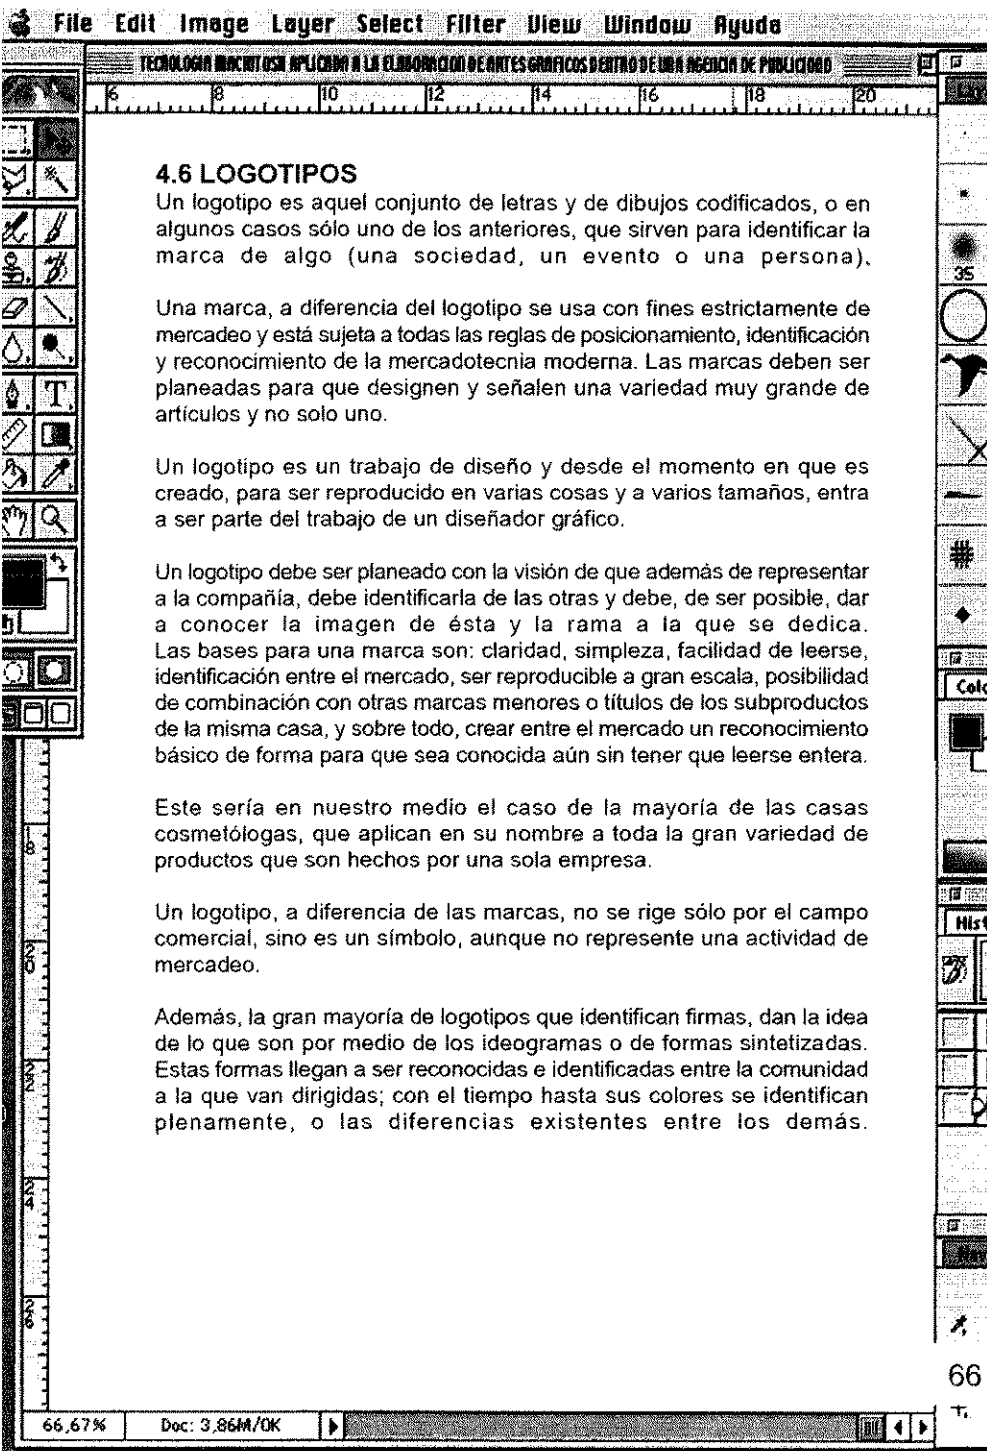 File Edit Image Layer Select Filter View Window Ayuda
TECNOLOGIA MACINTOSH APLICADA A LA ELABORACION DE ARTES GRAFICOS DENTRO DE UNA AGENCIA DE PUBLICIDAD
6 8 10 12 14 16 18 20
4.6 LOGOTIPOS
Un logotipo es aquel conjunto de letras y de dibujos codificados, o en
algunos casos sólo uno de los anteriores, que sirven para identificar la
marca de algo (una sociedad, un evento o una persona).
Una marca, a diferencia del logotipo se usa con fines estrictamente de
mercadeo y está sujeta a todas las reglas de posicionamiento, identificación
y reconocimiento de la mercadotecnia moderna. Las marcas deben ser
planeadas para que designen y señalen una variedad muy grande de
artículos y no solo uno.
Un logotipo es un trabajo de diseño y desde el momento en que es
creado, para ser reproducido en varias cosas y a varios tamaños, entra
a ser parte del trabajo de un diseñador gráfico.
Un logotipo debe ser planeado con la visión de que además de representar
a la compañía, debe identificarla de las otras y debe, de ser posible, dar
a conocer la imagen de ésta y la rama a la que se dedica.
Las bases para una marca son: claridad, simpleza, facilidad de leerse,
identificación entre el mercado, ser reproducible a gran escala, posibilidad
de combinación con otras marcas menores o títulos de los subproductos
de la misma casa, y sobre todo, crear entre el mercado un reconocimiento
básico de forma para que sea conocida aún sin tener que leerse entera.
Este sería en nuestro medio el caso de la mayoría de las casas
cosmetólogas, que aplican en su nombre a toda la gran variedad de
productos que son hechos por una sola empresa.
Un logotipo, a diferencia de las marcas, no se rige sólo por el campo
comercial, sino es un símbolo, aunque no represente una actividad de
mercadeo.
Además, la gran mayoría de logotipos que identifican firmas, dan la idea
de lo que son por medio de los ideogramas o de formas sintetizadas.
Estas formas llegan a ser reconocidas e identificadas entre la comunidad
a la que van dirigidas; con el tiempo hasta sus colores se identifican
plenamente, o las diferencias existentes entre los demás.
35
T
Colo
Hist
18
20
22
24
26
66
66,67% Doc: 3,86M/0K